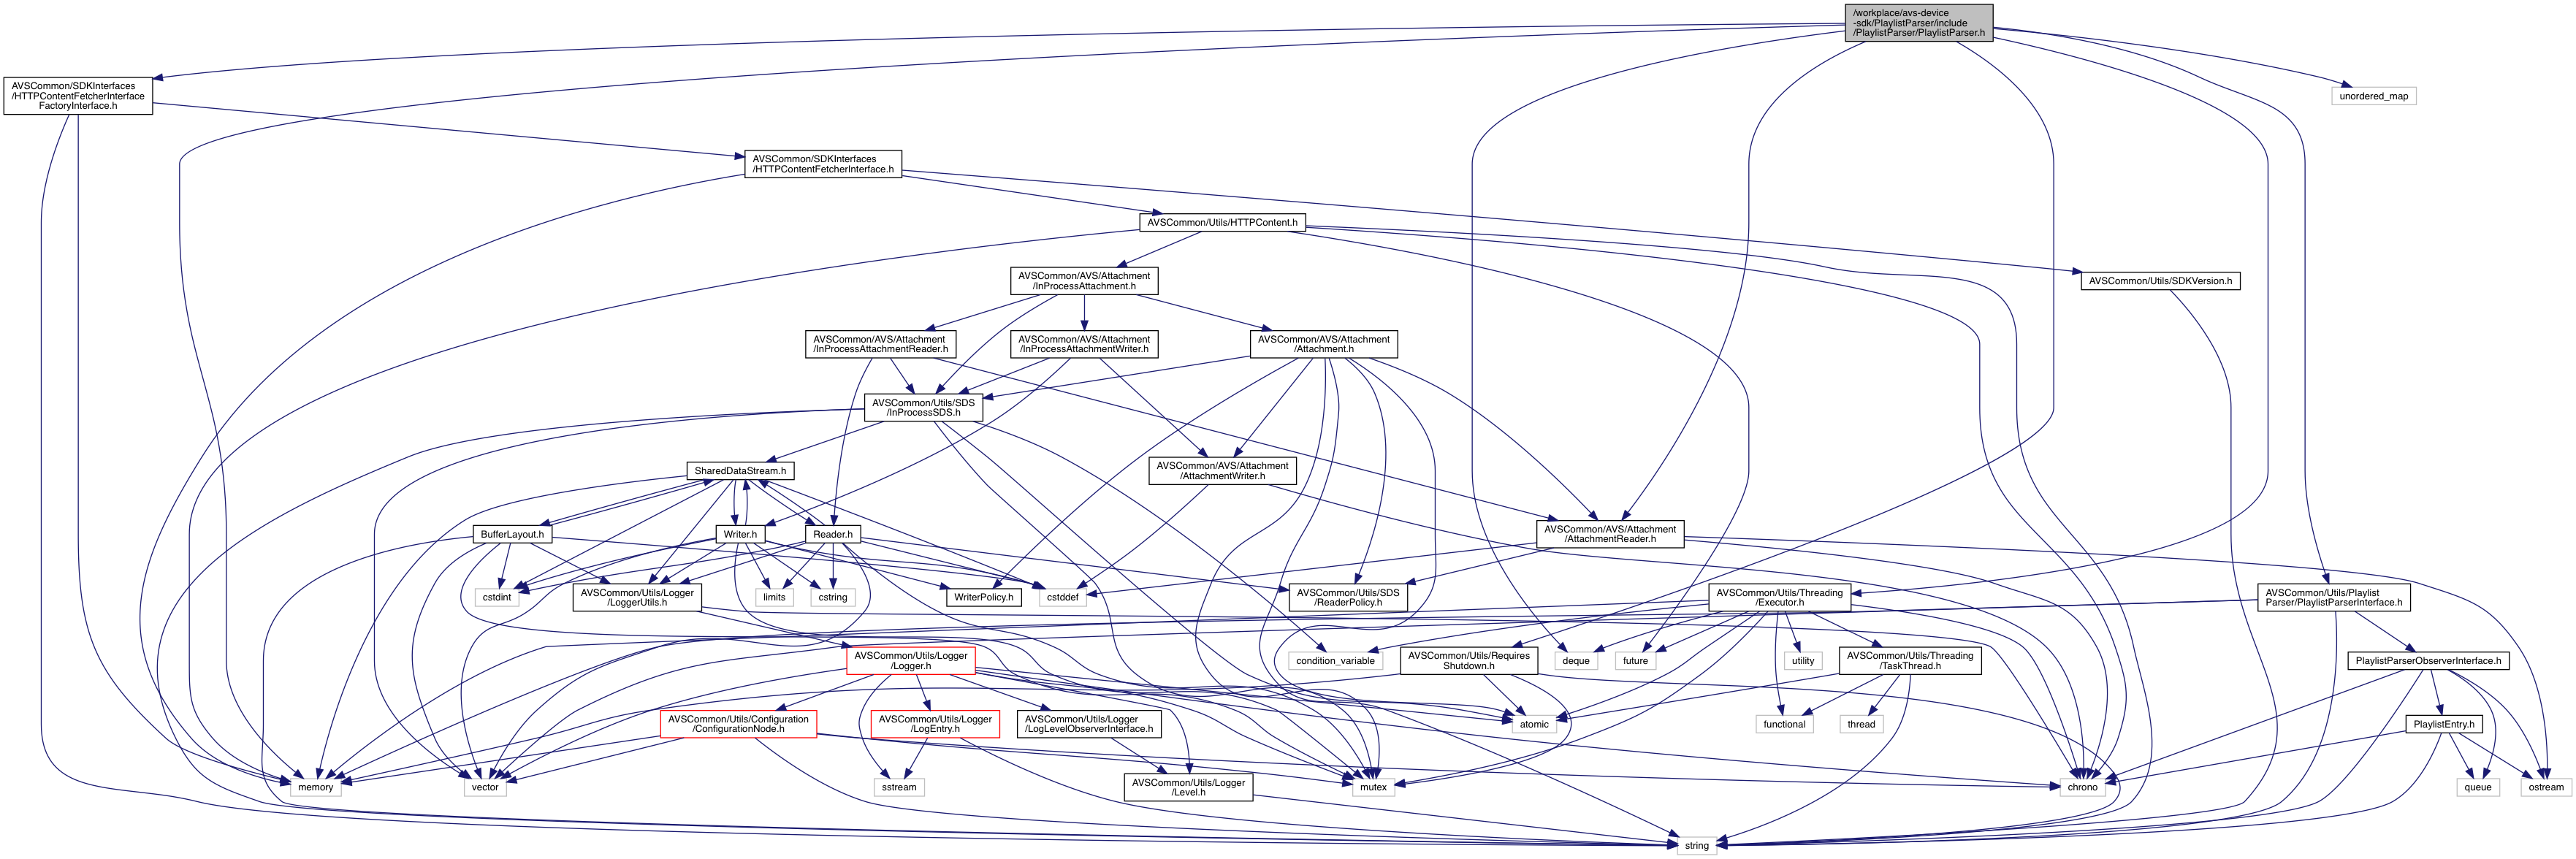 /workplace/avs-device
-sdk/PlaylistParser/include
/PlaylistParser/PlaylistParser.h
AVSCommon/SDKInterfaces
/HTTPContentFetcherInterface
FactoryInterface.h
unordered_map
AVSCommon/SDKInterfaces
/HTTPContentFetcherInterface.h
AVSCommon/Utils/HTTPContent.h
AVSCommon/AVS/Attachment
/InProcessAttachment.h
AVSCommon/Utils/SDKVersion.h
AVSCommon/AVS/Attachment
/InProcessAttachmentReader.h
AVSCommon/AVS/Attachment
/InProcessAttachmentWriter.h
AVSCommon/AVS/Attachment
/Attachment.h
AVSCommon/Utils/SDS
/InProcessSDS.h
SharedDataStream.h
AVSCommon/AVS/Attachment
/AttachmentWriter.h
BufferLayout.h
Writer.h
Reader.h
AVSCommon/AVS/Attachment
/AttachmentReader.h
cstdint
AVSCommon/Utils/Logger
/LoggerUtils.h
limits
cstring
WriterPolicy.h
cstddef
AVSCommon/Utils/SDS
/ReaderPolicy.h
AVSCommon/Utils/Threading
/Executor.h
AVSCommon/Utils/Playlist
Parser/PlaylistParserInterface.h
AVSCommon/Utils/Logger
/Logger.h
condition_variable
AVSCommon/Utils/Requires
Shutdown.h
deque
future
utility
AVSCommon/Utils/Threading
/TaskThread.h
PlaylistParserObserverInterface.h
AVSCommon/Utils/Configuration
/ConfigurationNode.h
AVSCommon/Utils/Logger
/LogEntry.h
AVSCommon/Utils/Logger
/LogLevelObserverInterface.h
atomic
functional
thread
PlaylistEntry.h
memory
vector
sstream
AVSCommon/Utils/Logger
/Level.h
mutex
chrono
queue
ostream
string